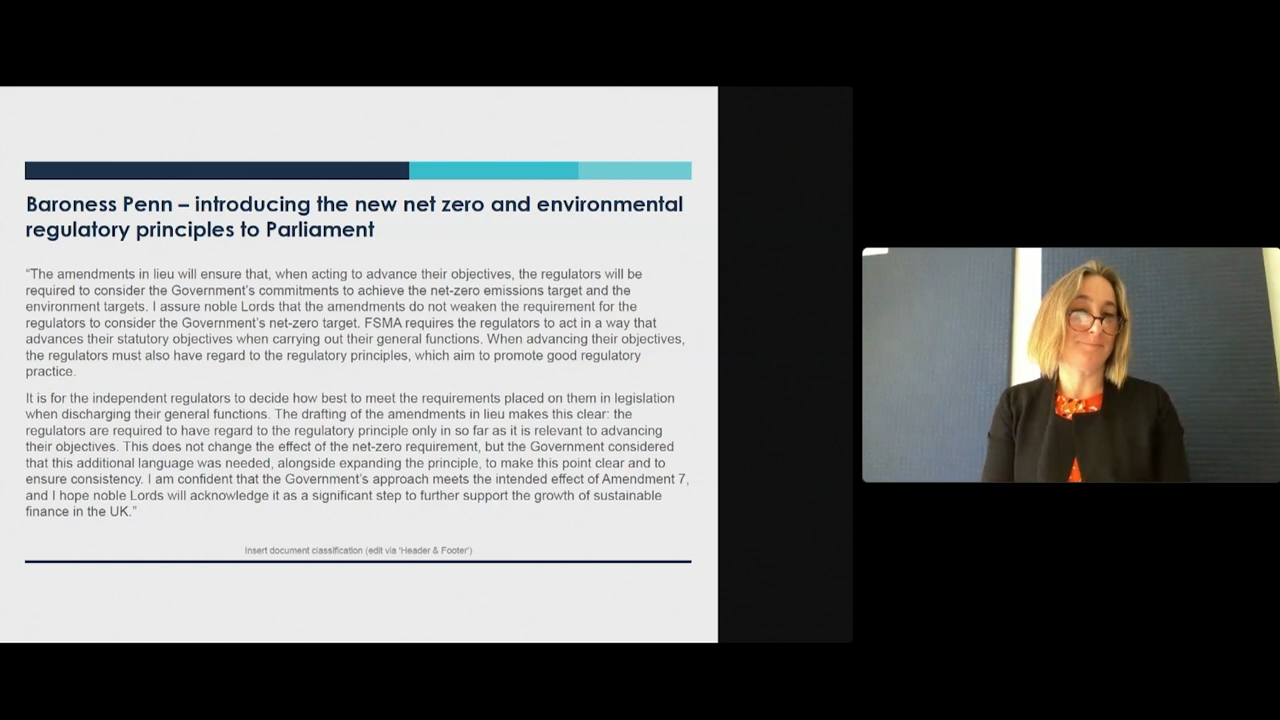 Baroness Penn – introducing the new net zero and environmental
regulatory principles to Parliament
“The amendments in lieu will ensure that, when acting to advance their objectives, the regulators will be
required to consider the Government’s commitments to achieve the net-zero emissions target and the
environment targets. I assure noble Lords that the amendments do not weaken the requirement for the
regulators to consider the Government’s net-zero target. FSMA requires the regulators to act in a way that
advances their statutory objectives when carrying out their general functions. When advancing their objectives,
the regulators must also have regard to the regulatory principles, which aim to promote good regulatory
practice.
It is for the independent regulators to decide how best to meet the requirements placed on them in legislation
when discharging their general functions. The drafting of the amendments in lieu makes this clear: the
regulators are required to have regard to the regulatory principle only in so far as it is relevant to advancing
their objectives. This does not change the effect of the net-zero requirement, but the Government considered
that this additional language was needed, alongside expanding the principle, to make this point clear and to
ensure consistency. I am confident that the Government’s approach meets the intended effect of Amendment 7,
and I hope noble Lords will acknowledge it as a significant step to further support the growth of sustainable
finance in the UK.”
Insert document classification (edit via ‘Header & Footer’)